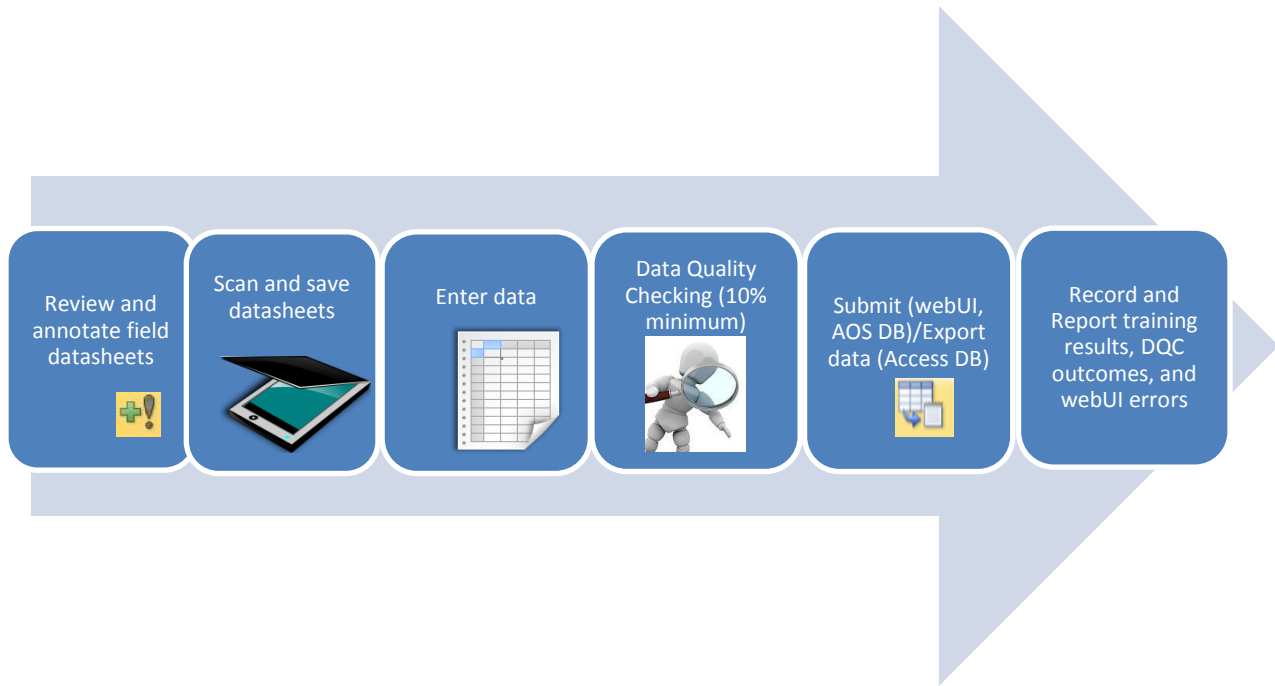 Review and
annotate field
datasheets
Scan and save
datasheets
Enter data
Data Quality
Checking (10%
minimum)
Submit (webUI,
AOS DB)/Export
data (Access DB)
Record and
Report training
results, DQC
outcomes, and
webUI errors